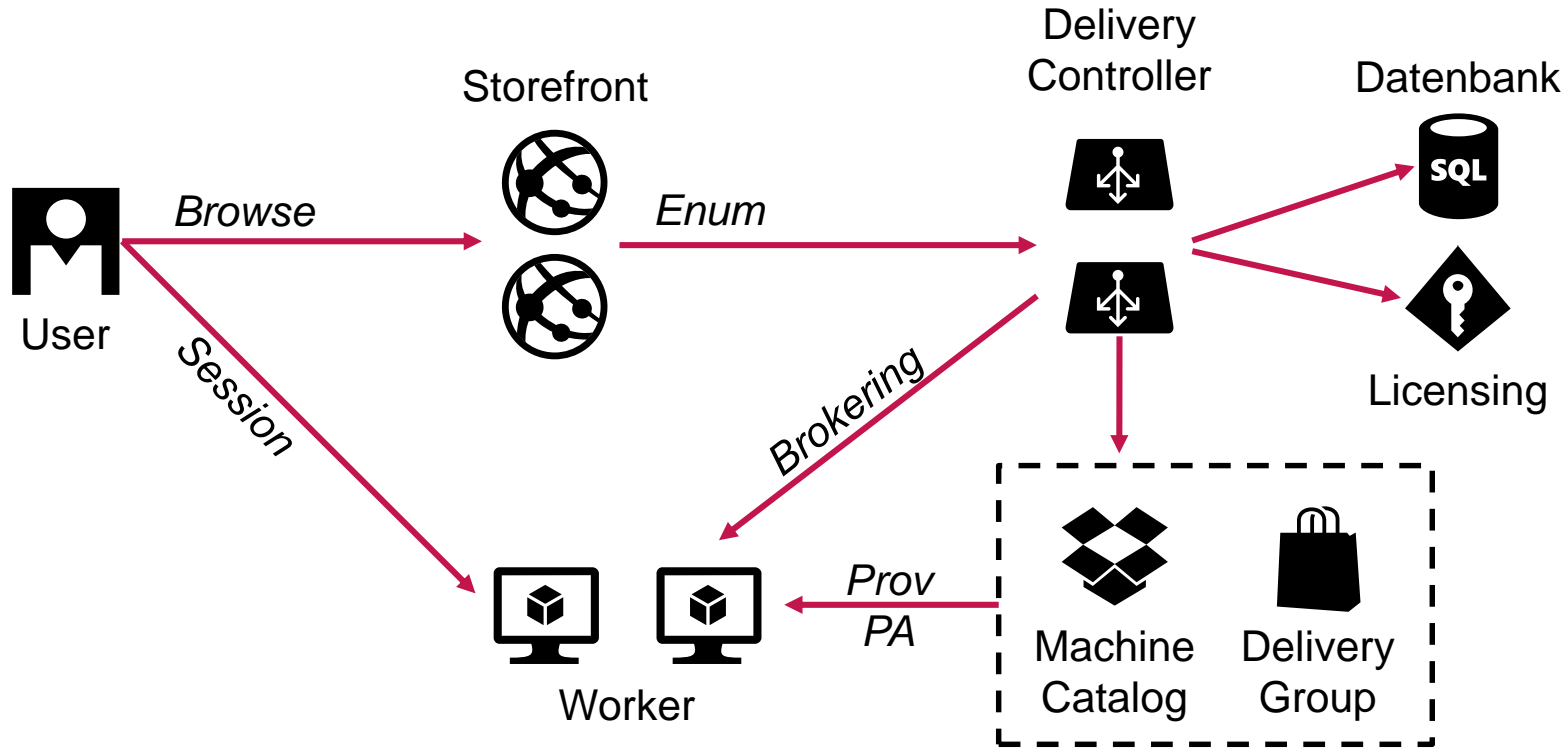 Delivery
Controller
Storefront
Datenbank
SQL
Browse
Enum
User
Session
Brokering
Licensing
Prov
PA
Worker
Machine
Catalog
Delivery
Group